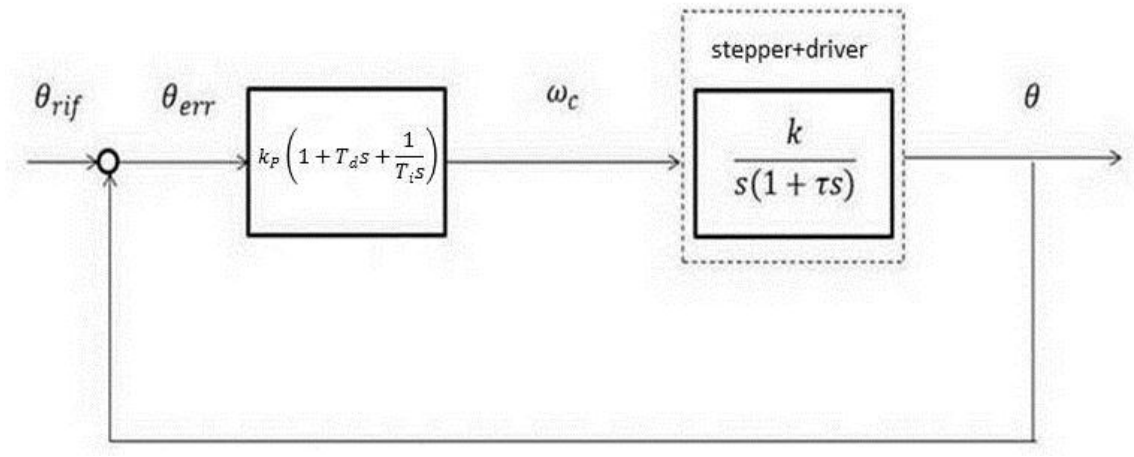 stepper+driver
θ_rif θ_err ω_c θ
k_P (1 + T_d s + 1/(T_i s))
k/(s(1 + τs))